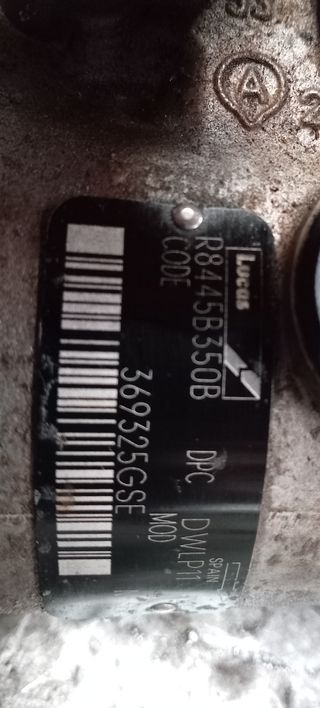 Lucas
SPAIN
R8445B350B DPC DWLP11
CODE MOD
369325GSE
A